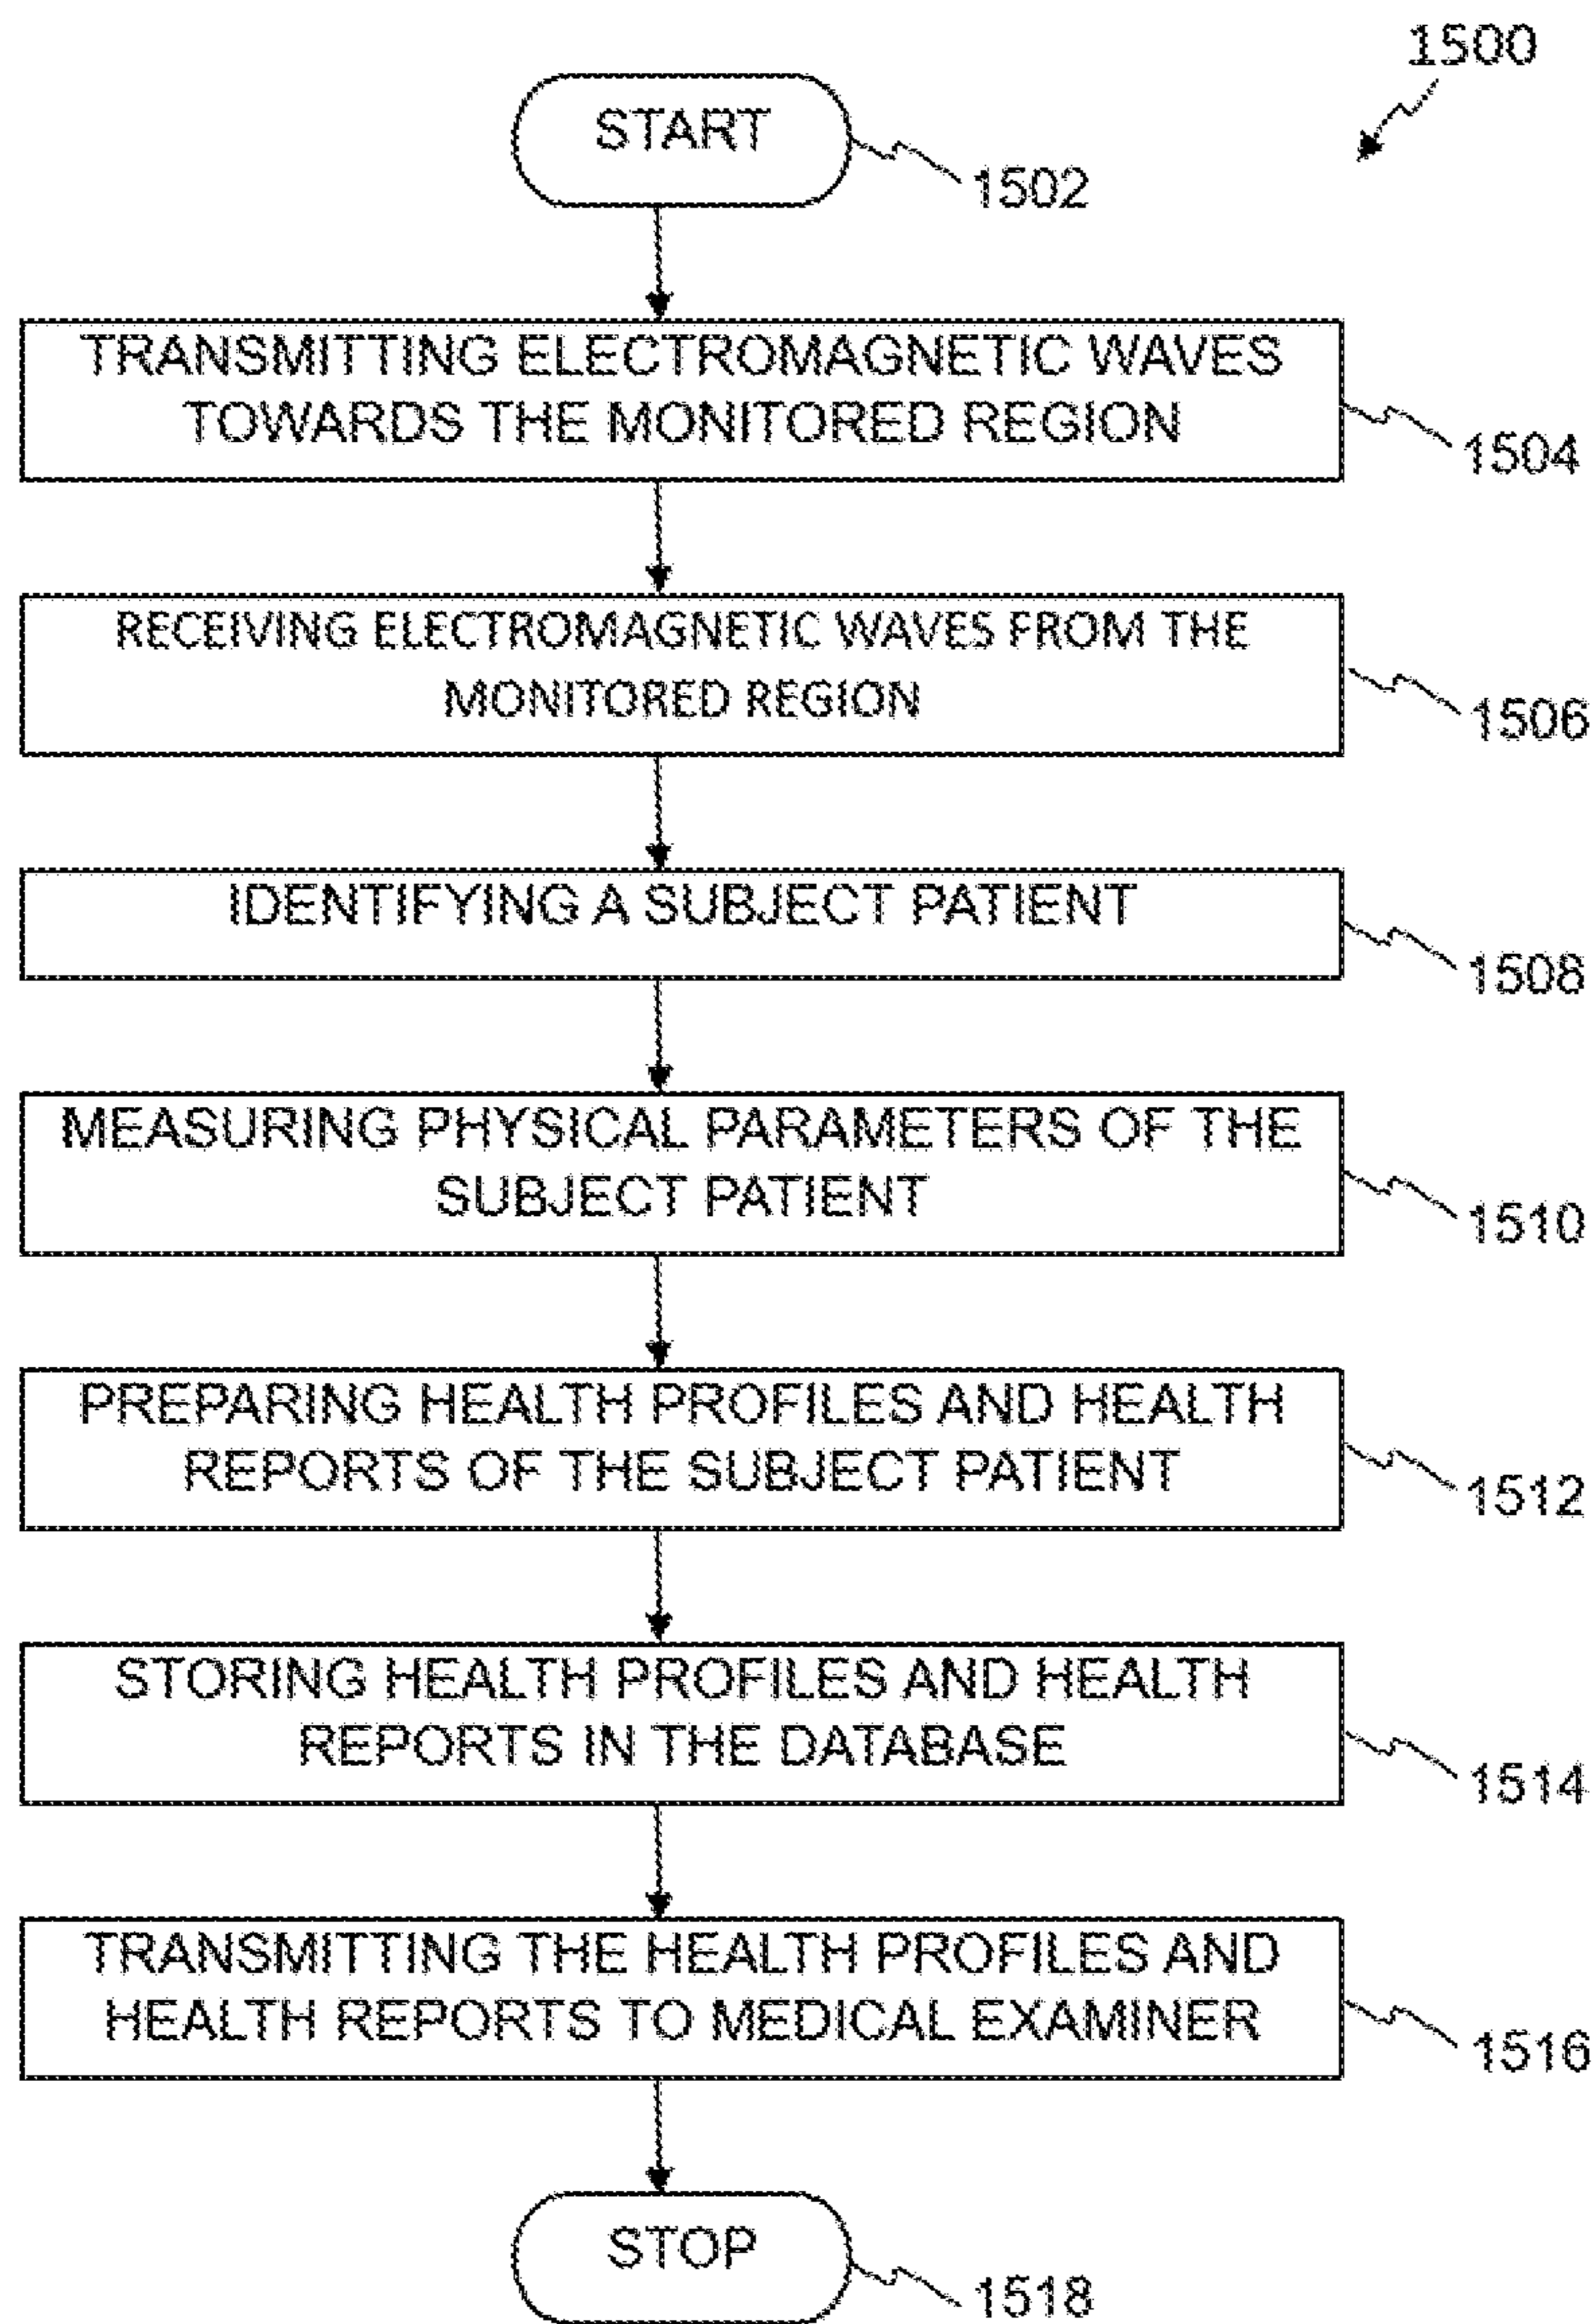 1500
START
1502
TRANSMITTING ELECTROMAGNETIC WAVES
TOWARDS THE MONITORED REGION
1504
RECEIVING ELECTROMAGNETIC WAVES FROM THE
MONITORED REGION
1506
IDENTIFYING A SUBJECT PATIENT
1508
MEASURING PHYSICAL PARAMETERS OF THE
SUBJECT PATIENT
1510
PREPARING HEALTH PROFILES AND HEALTH
REPORTS OF THE SUBJECT PATIENT
1512
STORING HEALTH PROFILES AND HEALTH
REPORTS IN THE DATABASE
1514
TRANSMITTING THE HEALTH PROFILES AND
HEALTH REPORTS TO MEDICAL EXAMINER
1516
STOP
1518